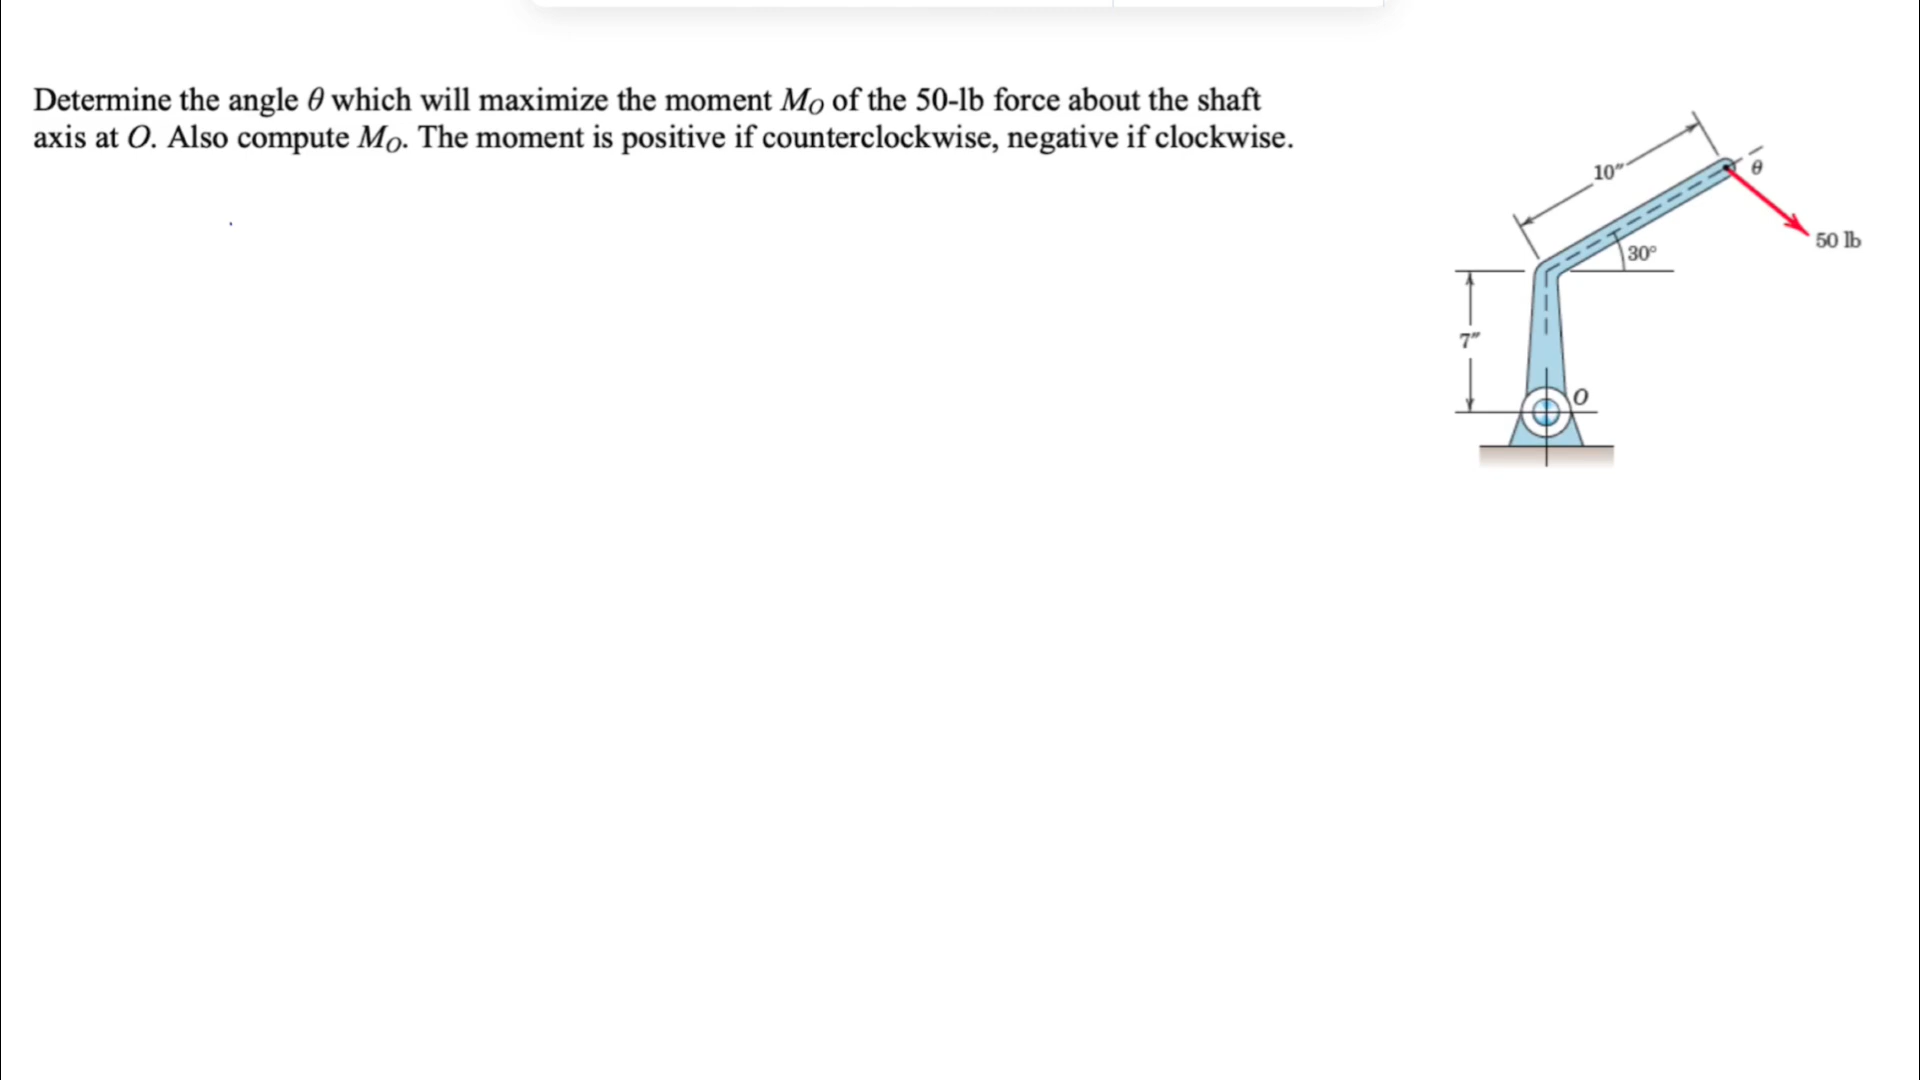 Determine the angle θ which will maximize the moment M_O of the 50-lb force about the shaft
axis at O. Also compute M_O. The moment is positive if counterclockwise, negative if clockwise.
10″
θ
50 lb
30°
7″
O